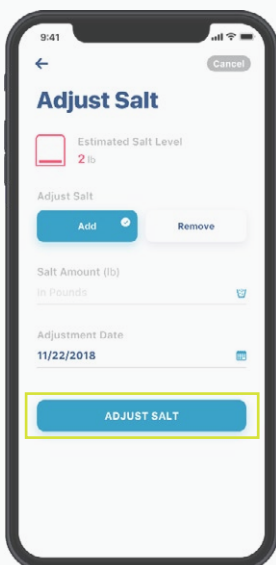 9:41
Cancel
Adjust Salt
Estimated Salt Level
2 lb
Adjust Salt
Add
Remove
Salt Amount (lb)
in Pounds
Adjustment Date
11/22/2018
ADJUST SALT